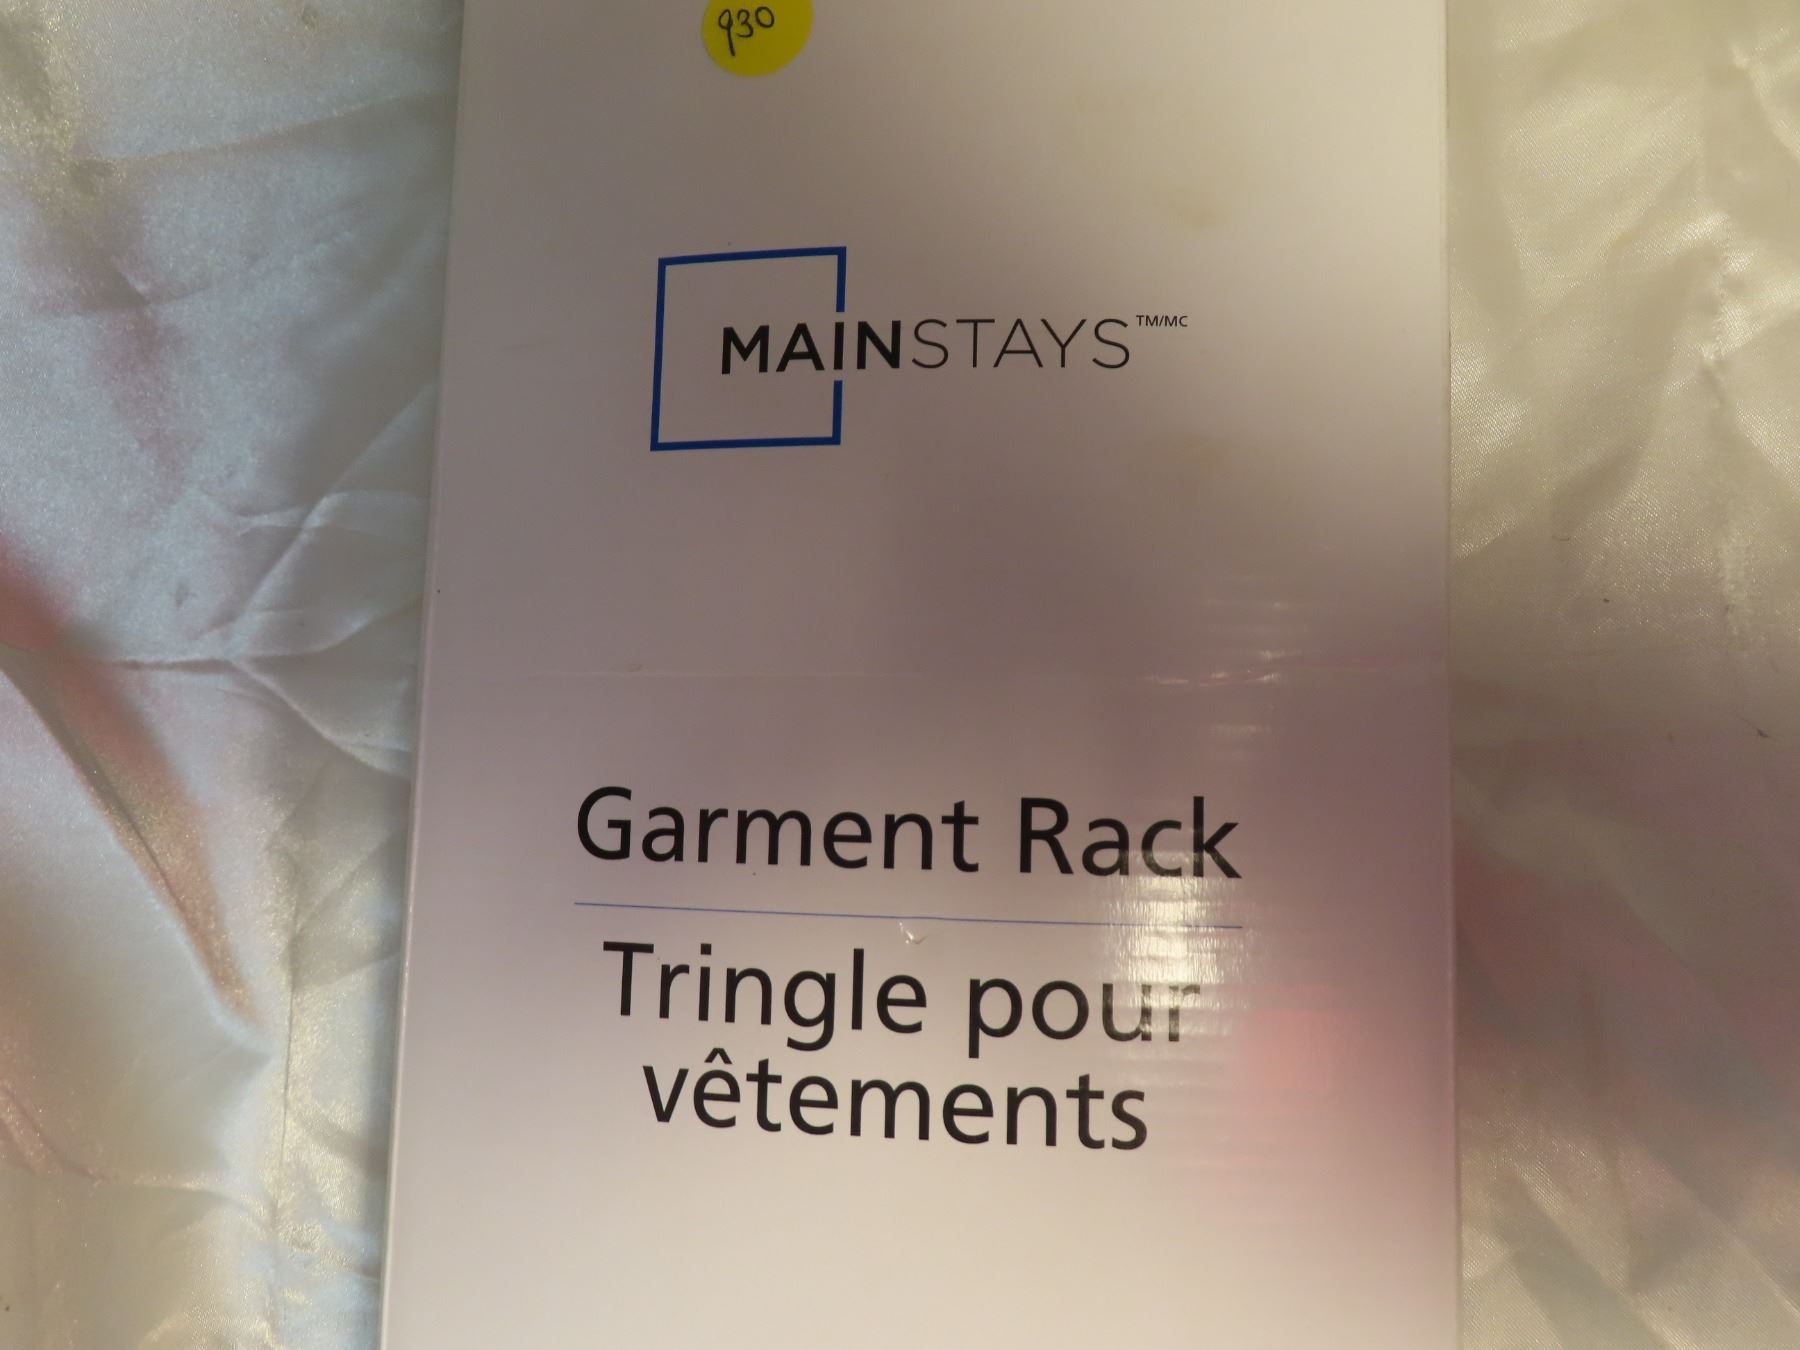 930
MAINSTAYS™/MC
Garment Rack
Tringle pour
vêtements